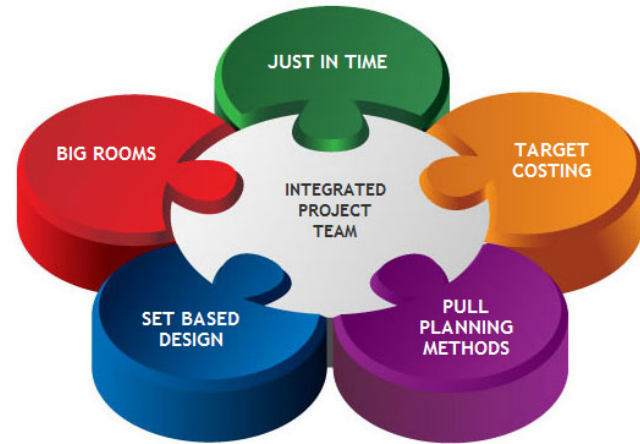 JUST IN TIME
BIG ROOMS
TARGET
COSTING
INTEGRATED
PROJECT
TEAM
SET BASED
DESIGN
PULL
PLANNING
METHODS